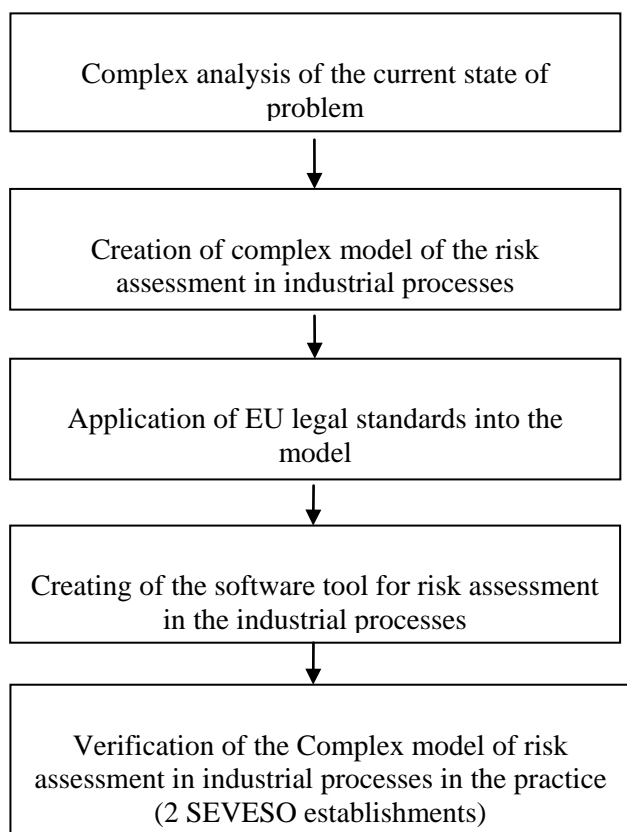 Complex analysis of the current state of
problem
Creation of complex model of the risk
assessment in industrial processes
Application of EU legal standards into the
model
Creating of the software tool for risk assessment
in the industrial processes
Verification of the Complex model of risk
assessment in industrial processes in the practice
(2 SEVESO establishments)